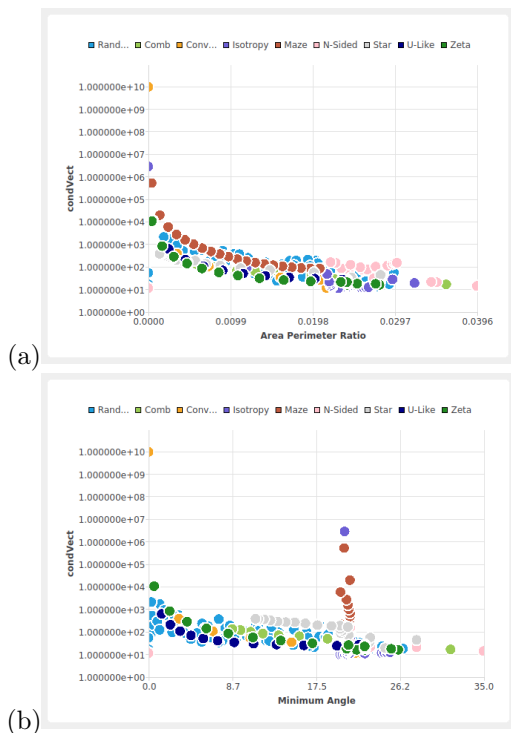 Rand... Comb Conv... Isotropy Maze N-Sided Star U-Like Zeta
condVect
1.000000e+10
1.000000e+09
1.000000e+08
1.000000e+07
1.000000e+06
1.000000e+05
1.000000e+04
1.000000e+03
1.000000e+02
1.000000e+01
1.000000e+00
0.0000 0.0099 0.0198 0.0297 0.0396
Area Perimeter Ratio
(a)
Rand... Comb Conv... Isotropy Maze N-Sided Star U-Like Zeta
condVect
1.000000e+10
1.000000e+09
1.000000e+08
1.000000e+07
1.000000e+06
1.000000e+05
1.000000e+04
1.000000e+03
1.000000e+02
1.000000e+01
1.000000e+00
0.0 8.7 17.5 26.2 35.0
Minimum Angle
(b)